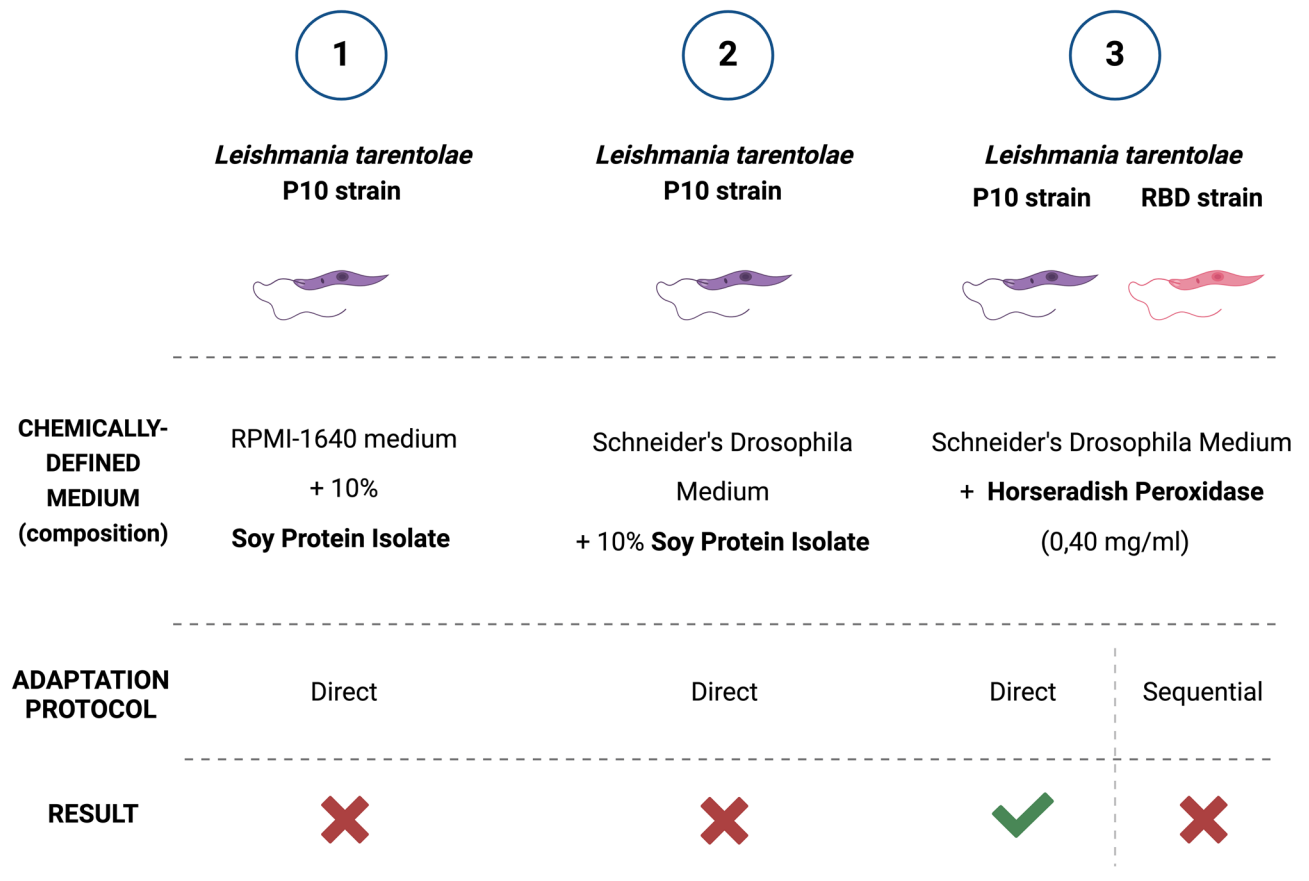 1
2
3
Leishmania tarentolae
P10 strain
Leishmania tarentolae
P10 strain
Leishmania tarentolae
P10 strain
RBD strain
CHEMICALLY-
DEFINED
MEDIUM
(composition)
RPMI-1640 medium
+ 10%
Soy Protein Isolate
Schneider's Drosophila
Medium
+ 10% Soy Protein Isolate
Schneider's Drosophila Medium
+ Horseradish Peroxidase
(0,40 mg/ml)
ADAPTATION
PROTOCOL
Direct
Direct
Direct
Sequential
RESULT